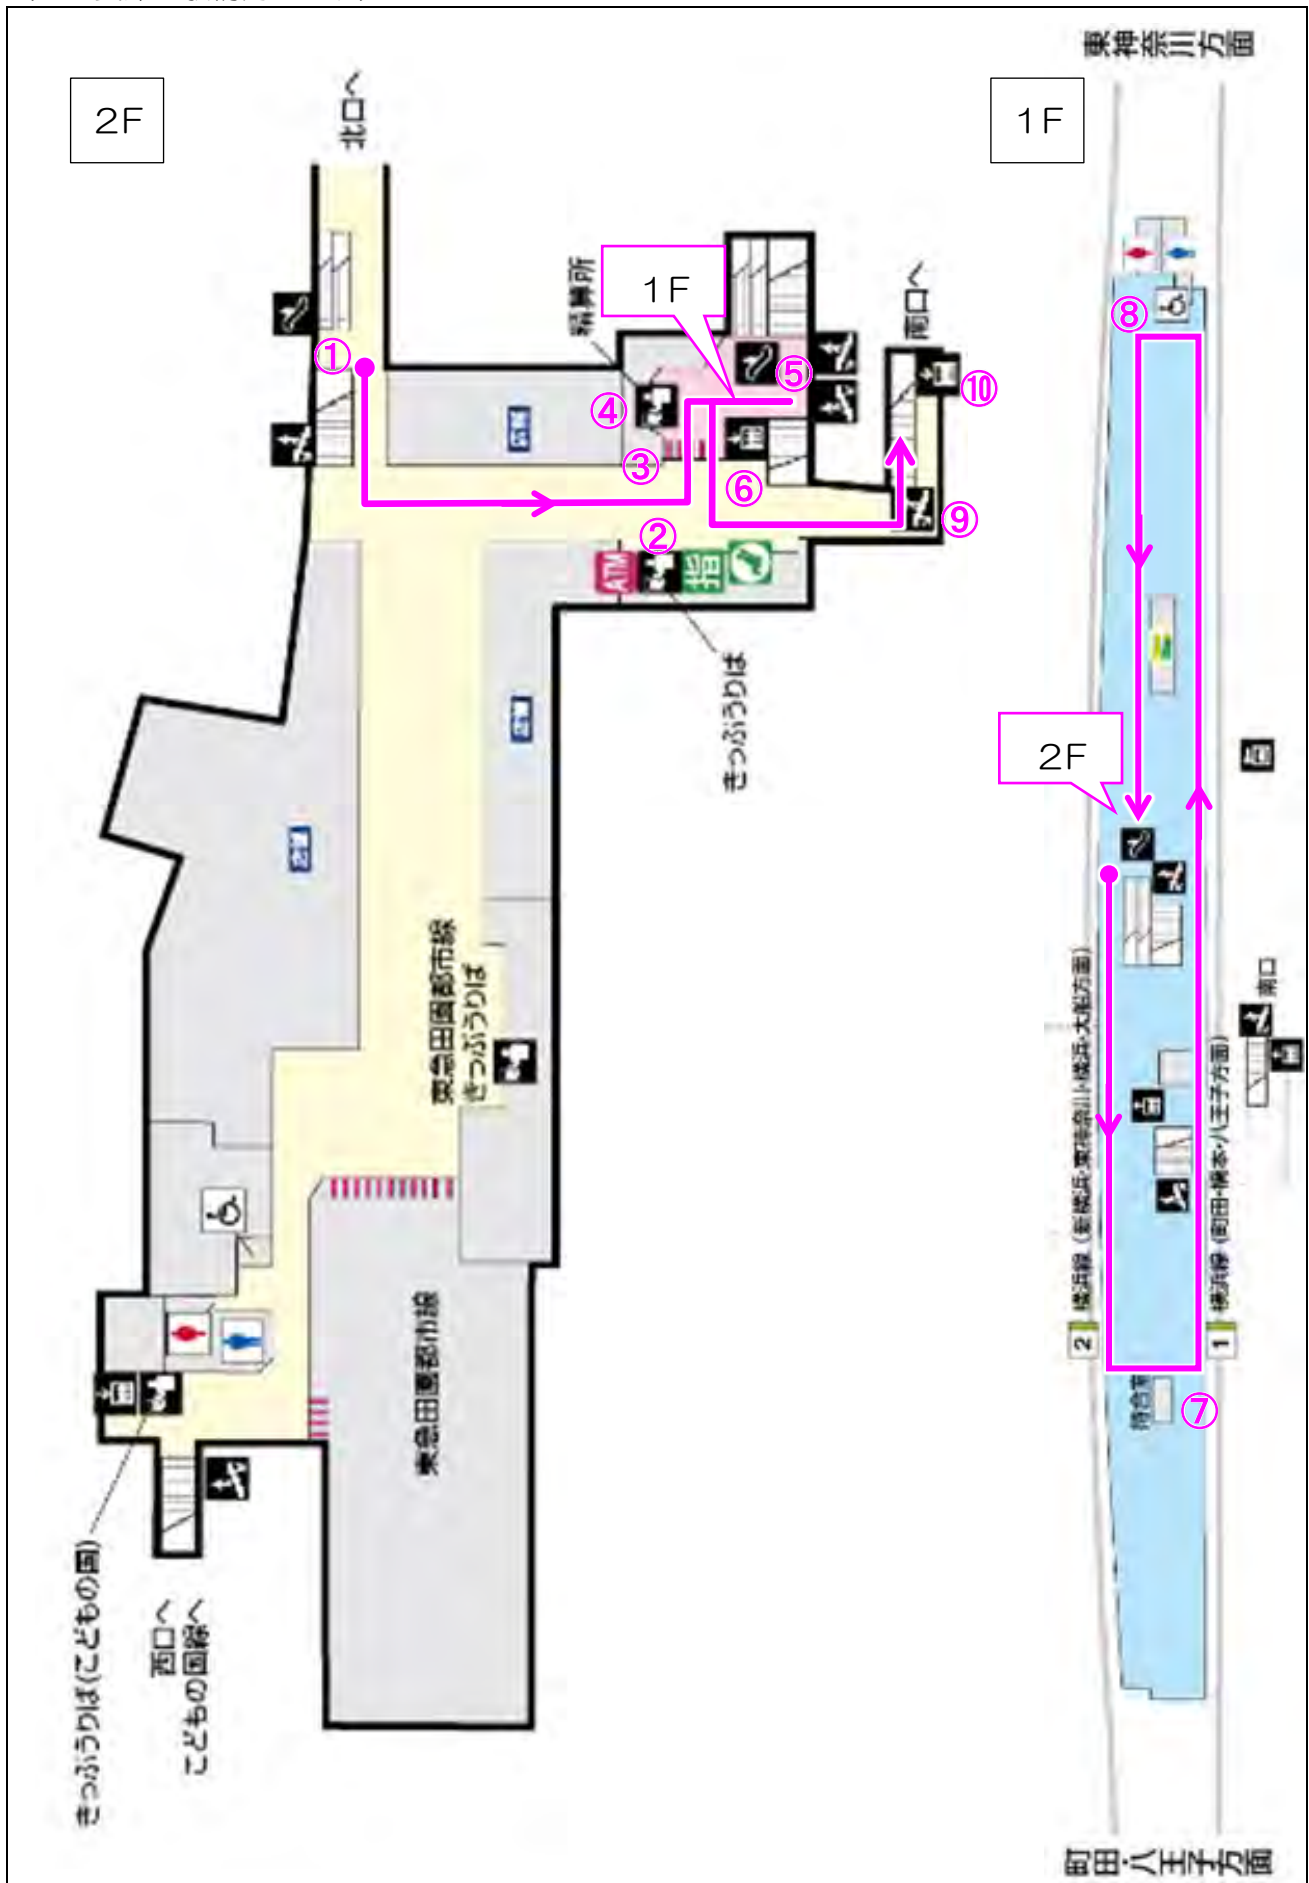 2F
北口へ
①
精算所
1F
④
⑤
③
⑥
②
ATM
指
南口へ
⑩
⑨
店舗
店舗
店舗
きっぷうりば
東急田園都市線
きっぷうりば
東急田園都市線
きっぷうりば(こどもの国)
西口へ
こどもの国線へ
1F
東神奈川方面
⑧
2F
2 横浜線(新横浜・東神奈川・横浜・大船方面)
1 横浜線(町田・橋本・八王子方面)
南口
待合室
⑦
町田・八王子方面